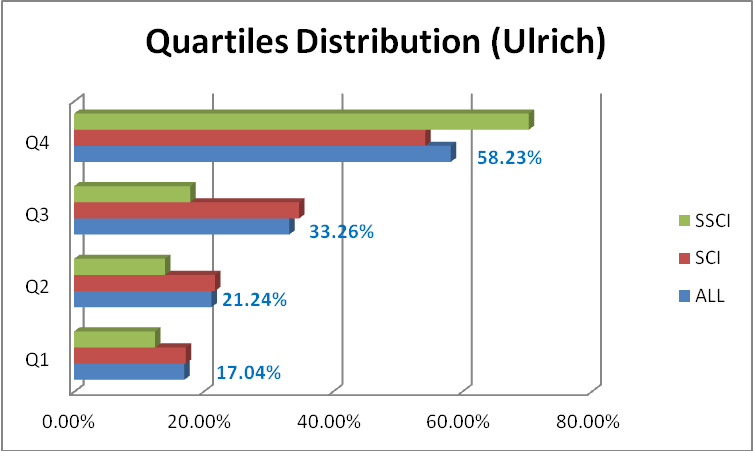 Quartiles Distribution (Ulrich)
Q4
58.23%
Q3
33.26%
Q2
21.24%
Q1
17.04%
0.00% 20.00% 40.00% 60.00% 80.00%
SSCI
SCI
ALL